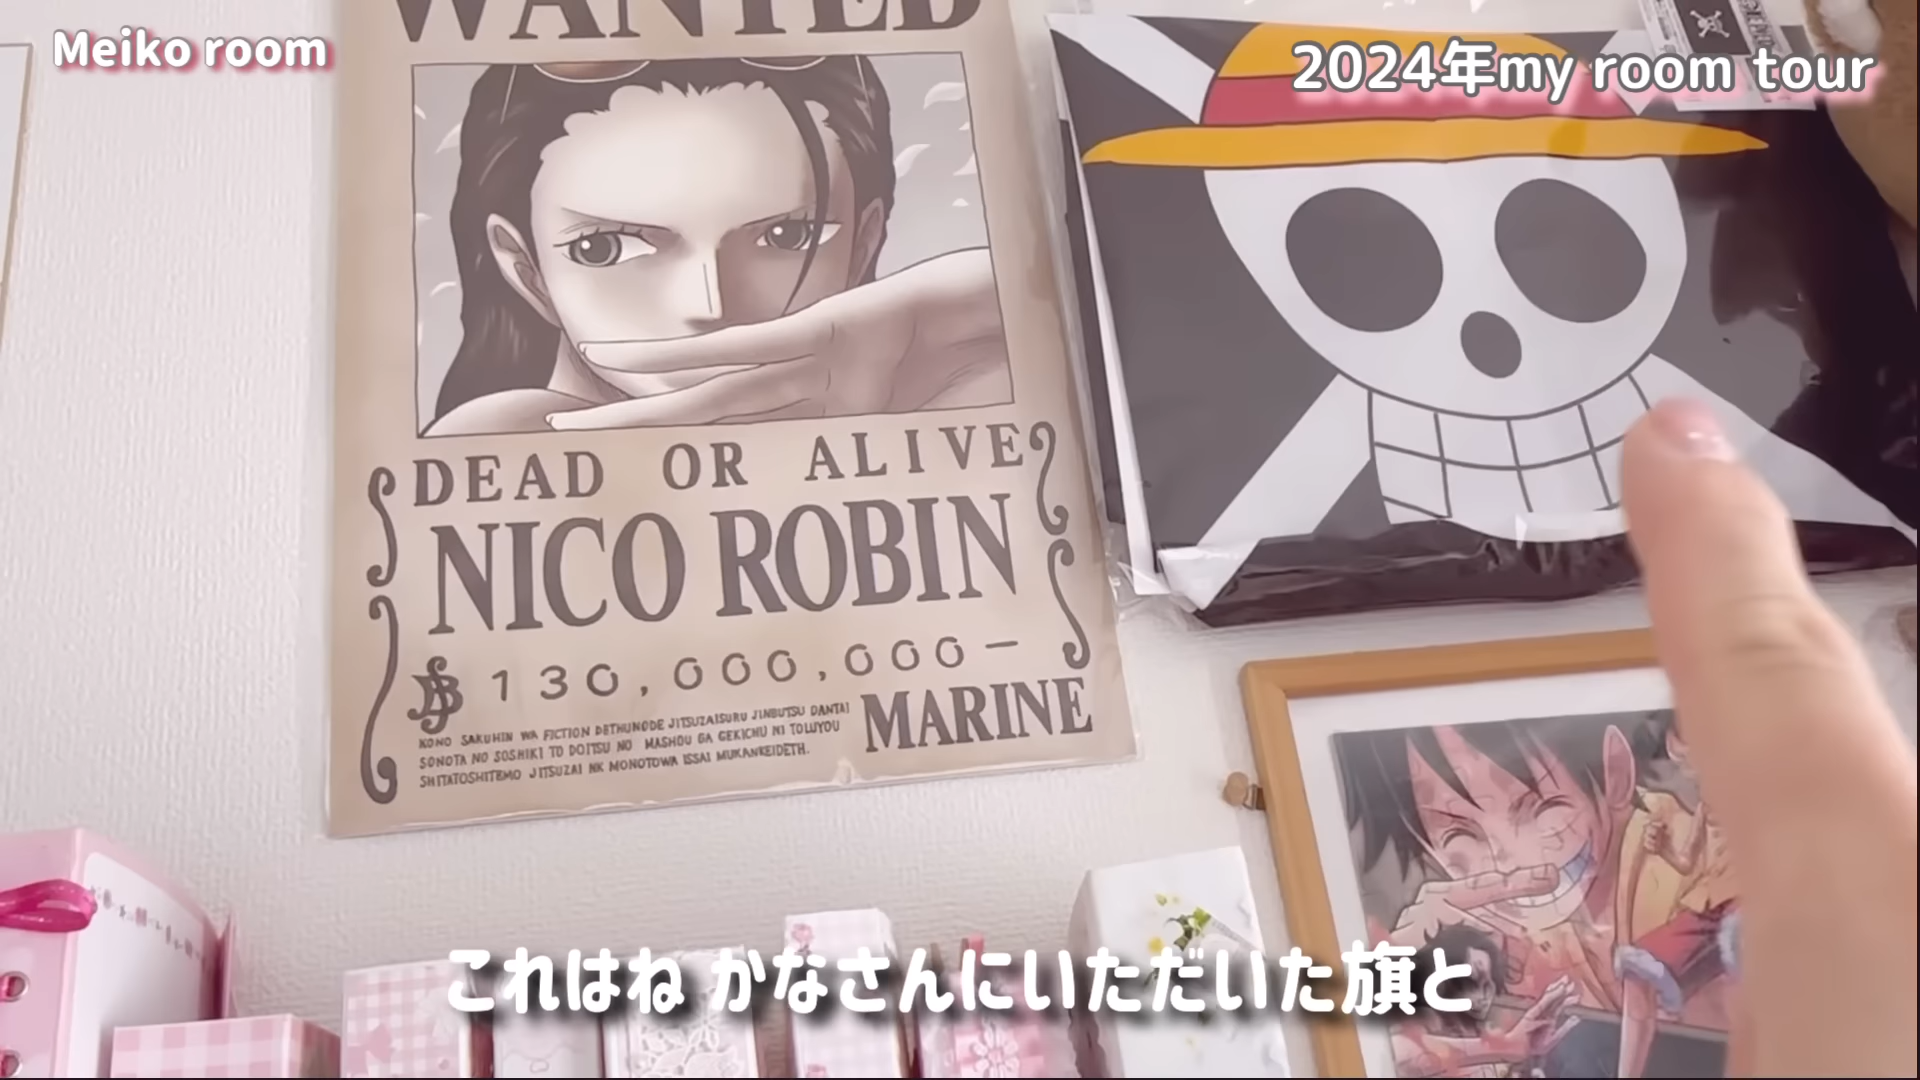 Meiko room
2024年my room tour
WANTED
DEAD OR ALIVE
NICO ROBIN
130,000,000-
MARINE
KONO SAKUHIN WA FICTION DETHUNODE JITSUZAISURU JINBUTSU DANTAI
SONOTA NO SOSHIKI TO DOITSU NO MASHOU GA GEKICHU NI TOUJYOU
SHITATOSHITEMO JITSUZAI NK MONOTOWA ISSAI MUKANKEIDETH.
これはね かなさんにいただいた旗と